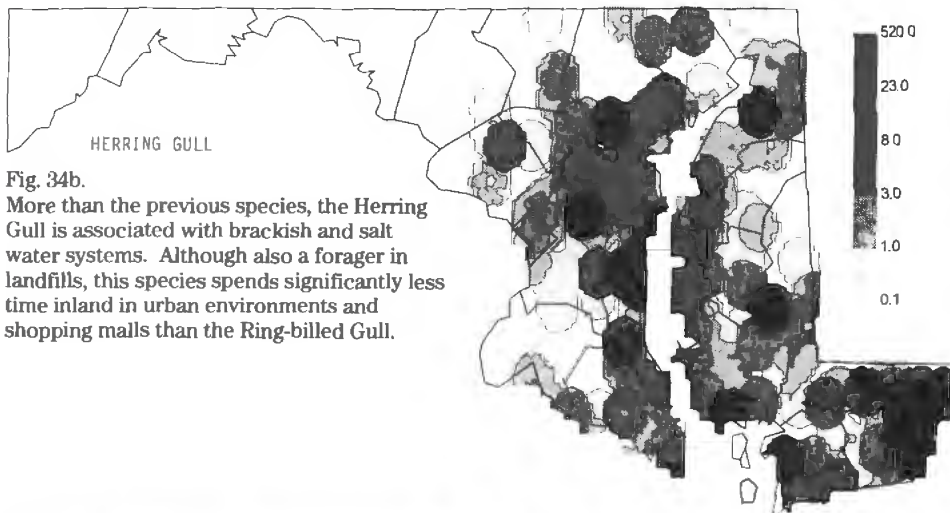 HERRING GULL
Fig. 34b.
More than the previous species, the Herring
Gull is associated with brackish and salt
water systems. Although also a forager in
landfills, this species spends significantly less
time inland in urban environments and
shopping malls than the Ring-billed Gull.
520.0
23.0
8.0
3.0
1.0
0.1